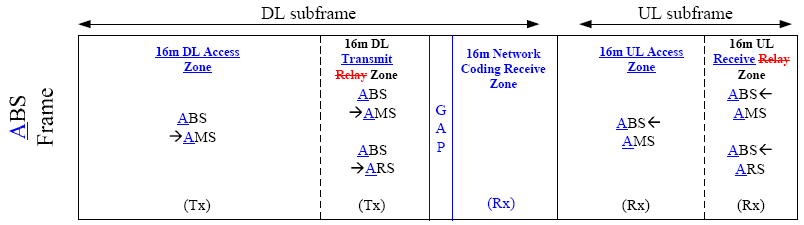 DL subframe
UL subframe
ABS
Frame
16m DL Access
Zone
ABS
→AMS
(Tx)
16m DL
Transmit
Relay Zone
ABS
→AMS
ABS
→ARS
(Tx)
G
A
P
16m Network
Coding Receive
Zone
(Rx)
16m UL Access
Zone
ABS←
AMS
(Rx)
16m UL
Receive Relay
Zone
ABS←
AMS
ABS←
ARS
(Rx)